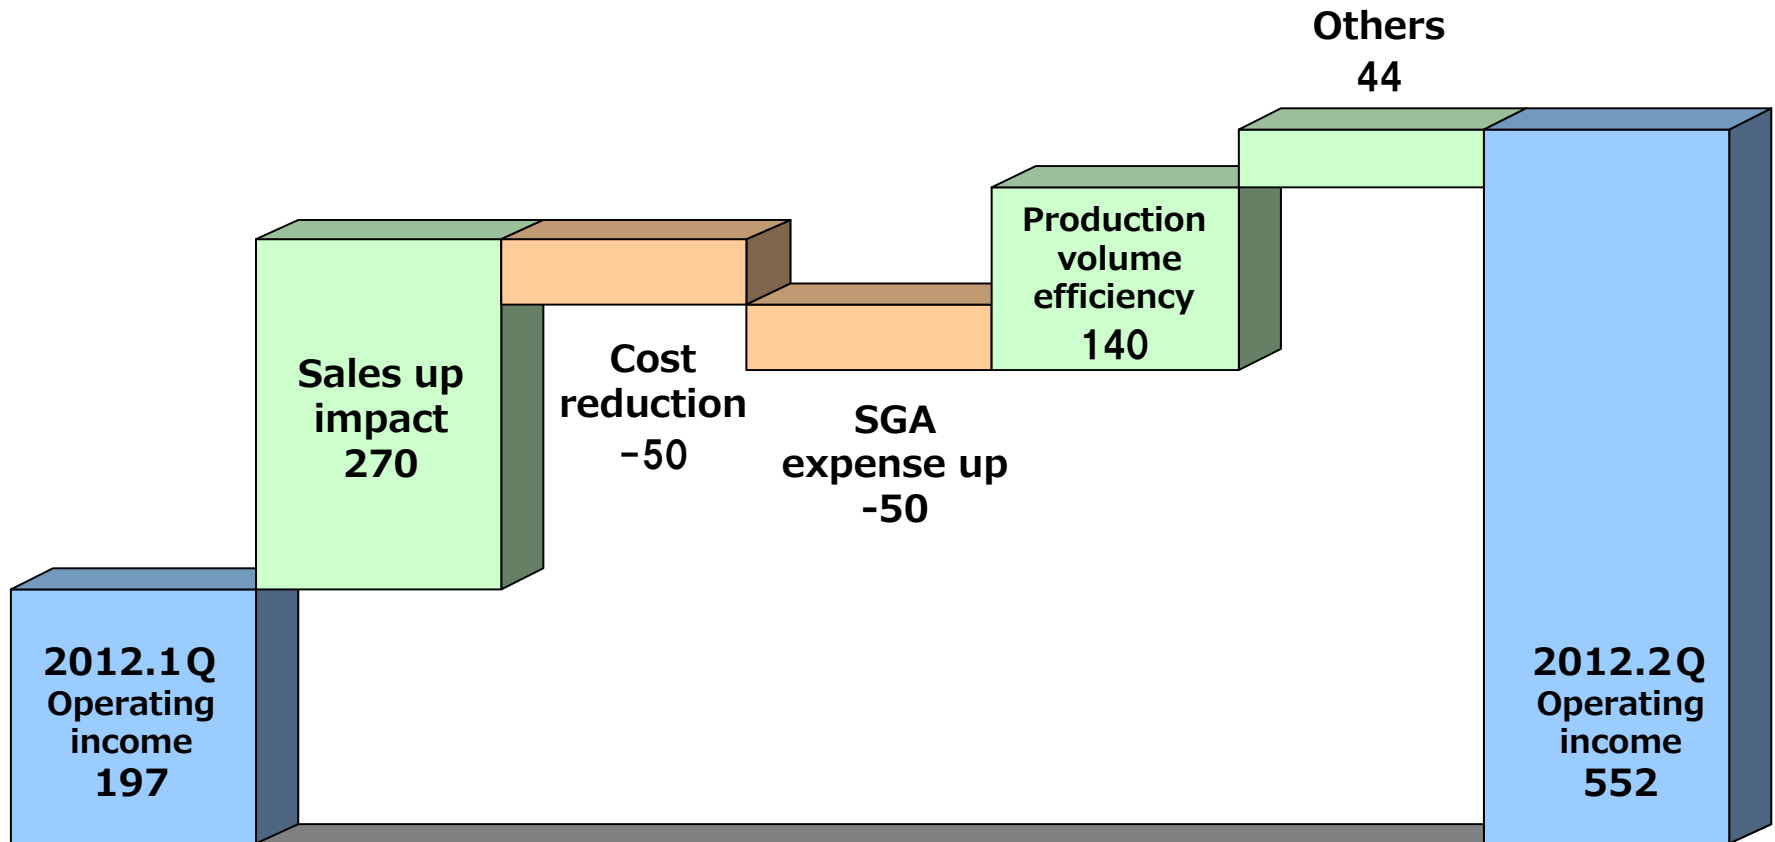 2012.1Q
Operating
income
197
Sales up
impact
270
Cost
reduction
-50
SGA
expense up
-50
Production
volume
efficiency
140
Others
44
2012.2Q
Operating
income
552